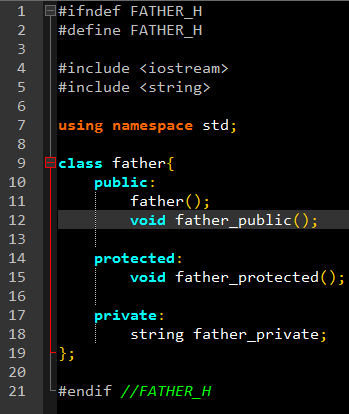 1 #ifndef FATHER_H
2 #define FATHER_H
3
4 #include <iostream>
5 #include <string>
6
7 using namespace std;
8
9 class father{
10 public:
11 father();
12 void father_public();
13
14 protected:
15 void father_protected();
16
17 private:
18 string father_private;
19 };
20
21 #endif //FATHER_H